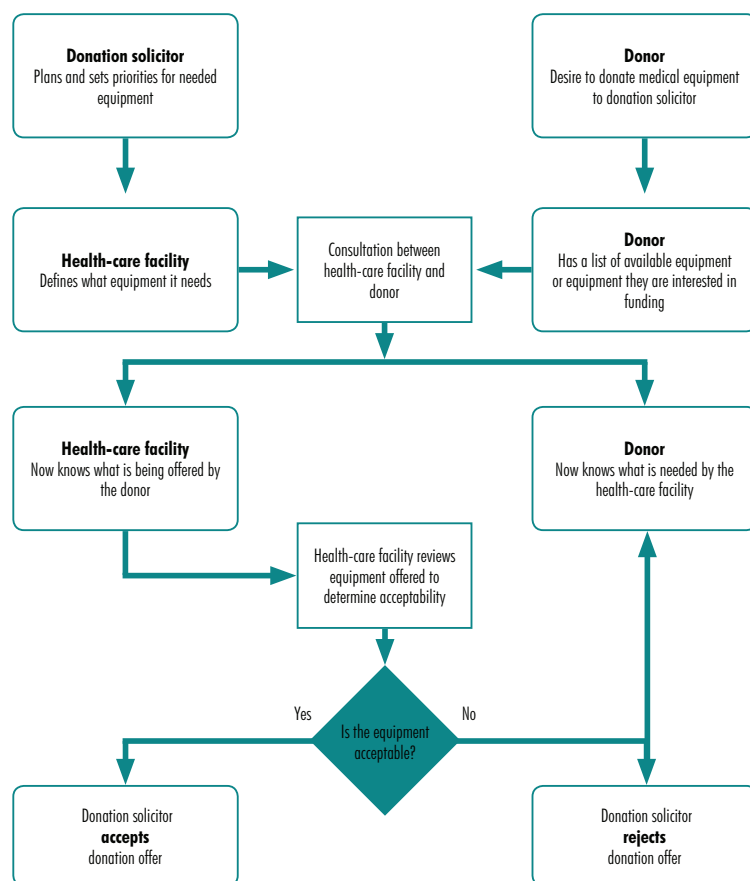 Donation solicitor
Plans and sets priorities for needed
equipment
Donor
Desire to donate medical equipment
to donation solicitor
Health-care facility
Defines what equipment it needs
Consultation between
health-care facility and
donor
Donor
Has a list of available equipment
or equipment they are interested in
funding
Health-care facility
Now knows what is being offered by
the donor
Donor
Now knows what is needed by the
health-care facility
Health-care facility reviews
equipment offered to
determine acceptability
Yes
No
Is the equipment
acceptable?
Donation solicitor
accepts
donation offer
Donation solicitor
rejects
donation offer